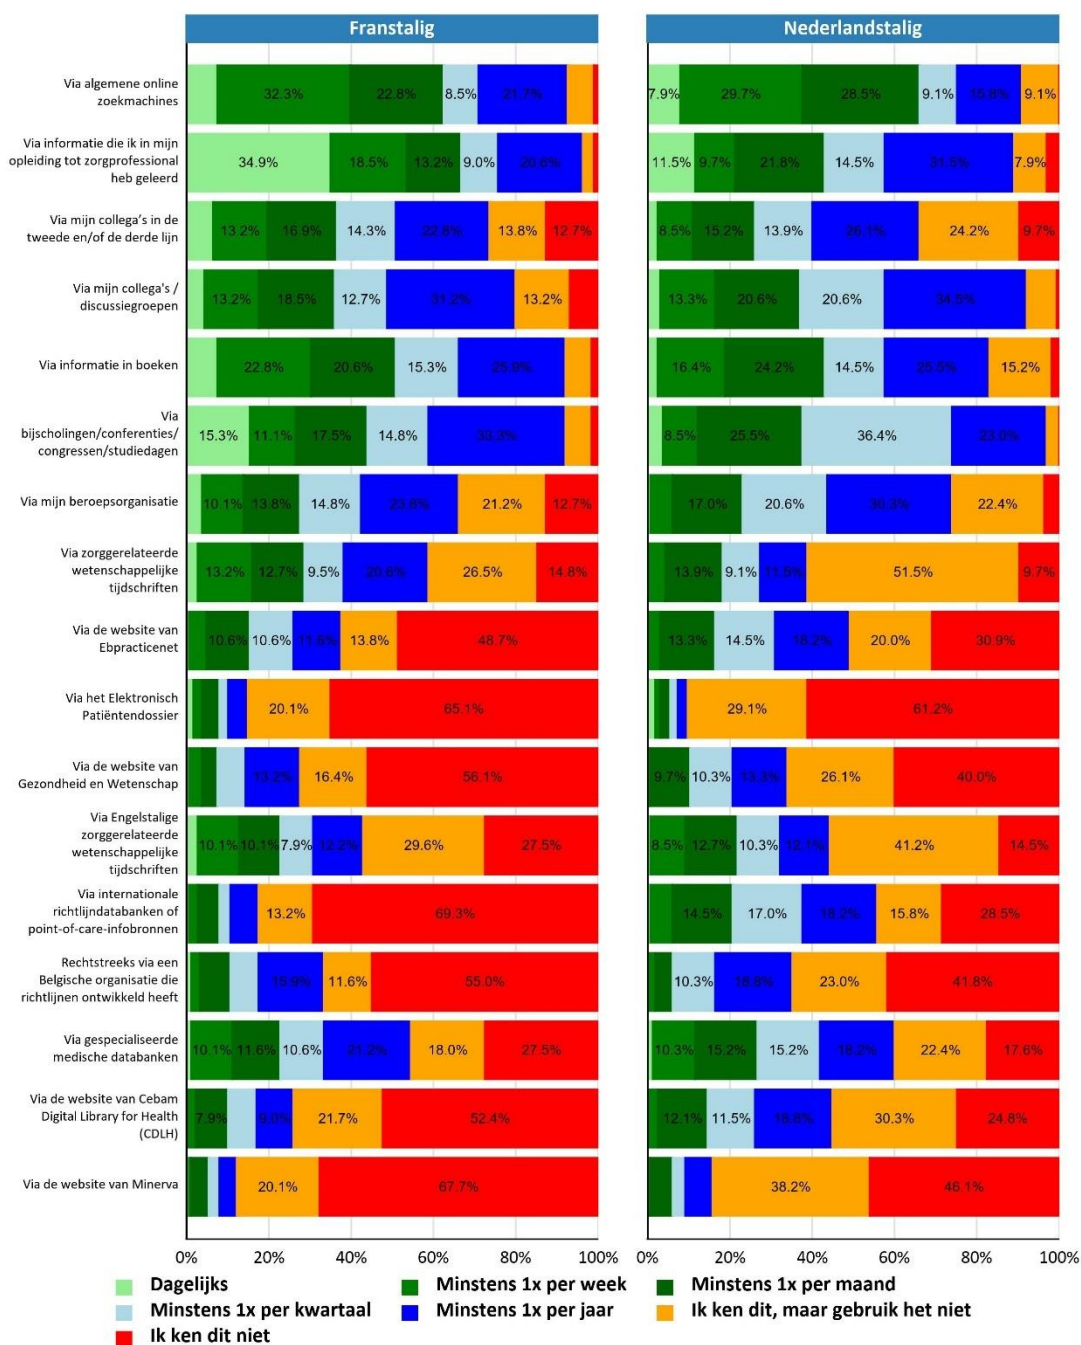 Franstalig
Nederlandstalig
Via algemene online
zoekmachines
32.3% 22.8% 8.5% 21.7%
7.9% 29.7% 28.5% 9.1% 15.8% 9.1%
Via informatie die ik in mijn
opleiding tot zorgprofessional
heb geleerd
34.9% 18.5% 13.2% 9.0% 20.6%
11.5% 9.7% 21.8% 14.5% 31.5% 7.9%
Via mijn collega's in de
tweede en/of de derde lijn
13.2% 16.9% 14.3% 22.8% 13.8% 12.7%
8.5% 15.2% 13.9% 26.1% 24.2% 9.7%
Via mijn collega's /
discussiegroepen
13.2% 18.5% 12.7% 31.2% 13.2%
13.3% 20.6% 20.6% 34.5%
Via informatie in boeken
22.8% 20.6% 15.3% 25.9%
16.4% 24.2% 14.5% 25.5% 15.2%
Via
bijscholingen/conferenties/
congressen/studiedagen
15.3% 11.1% 17.5% 14.8% 33.3%
8.5% 25.5% 36.4% 23.0%
Via mijn beroepsorganisatie
10.1% 13.8% 14.8% 23.8% 21.2% 12.7%
17.0% 20.6% 30.3% 22.4%
Via zorggerelateerde
wetenschappelijke
tijdschriften
13.2% 12.7% 9.5% 20.6% 26.5% 14.8%
13.9% 9.1% 11.5% 51.5% 9.7%
Via de website van
Ebpracticenet
10.6% 10.6% 11.6% 13.8% 48.7%
13.3% 14.5% 18.2% 20.0% 30.9%
Via het Elektronisch
Patiëntendossier
20.1% 65.1%
29.1% 61.2%
Via de website van
Gezondheid en Wetenschap
13.2% 16.4% 56.1%
9.7% 10.3% 13.3% 26.1% 40.0%
Via Engelstalige
zorggerelateerde
wetenschappelijke
tijdschriften
10.1% 10.1% 7.9% 12.2% 29.6% 27.5%
8.5% 12.7% 10.3% 12.1% 41.2% 14.5%
Via internationale
richtlijndatabanken of
point-of-care-infobronnen
13.2% 69.3%
14.5% 17.0% 18.2% 15.8% 28.5%
Rechtstreeks via een
Belgische organisatie die
richtlijnen ontwikkeld heeft
15.9% 11.6% 55.0%
10.3% 18.8% 23.0% 41.8%
Via gespecialiseerde
medische databanken
10.1% 11.6% 10.6% 21.2% 18.0% 27.5%
10.3% 15.2% 15.2% 18.2% 22.4% 17.6%
Via de website van Cebam
Digital Library for Health
(CDLH)
7.9% 9.0% 21.7% 52.4%
12.1% 11.5% 18.8% 30.3% 24.8%
Via de website van Minerva
20.1% 67.7%
38.2% 46.1%
0% 20% 40% 60% 80% 100%
0% 20% 40% 60% 80% 100%
Dagelijks
Minstens 1x per week
Minstens 1x per maand
Minstens 1x per kwartaal
Minstens 1x per jaar
Ik ken dit, maar gebruik het niet
Ik ken dit niet